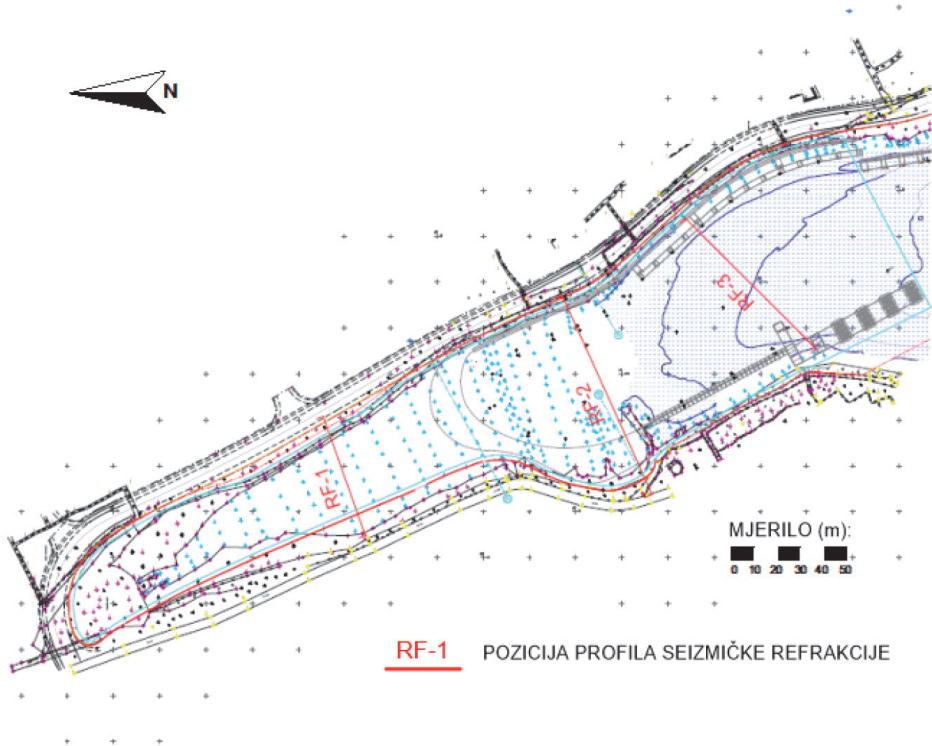 N
RF-3
RF-2
RF-1
MJERILO (m):
0 10 20 30 40 50
RF-1 POZICIJA PROFILA SEIZMIČKE REFRAKCIJE